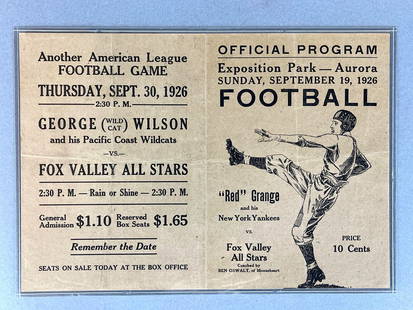 Another American League
FOOTBALL GAME
THURSDAY, SEPT. 30, 1926
2:30 P. M.
GEORGE (WILD CAT) WILSON
and his Pacific Coast Wildcats
—VS.—
FOX VALLEY ALL STARS
2:30 P. M. — Rain or Shine — 2:30 P. M.
General Admission $1.10 Reserved Box Seats $1.65
Remember the Date
SEATS ON SALE TODAY AT THE BOX OFFICE
OFFICIAL PROGRAM
Exposition Park — Aurora
SUNDAY, SEPTEMBER 19, 1926
FOOTBALL
"Red" Grange
and his
New York Yankees
vs.
Fox Valley
All Stars
Coached by
BEN OSWALT, of Mooseheart
PRICE
10 Cents